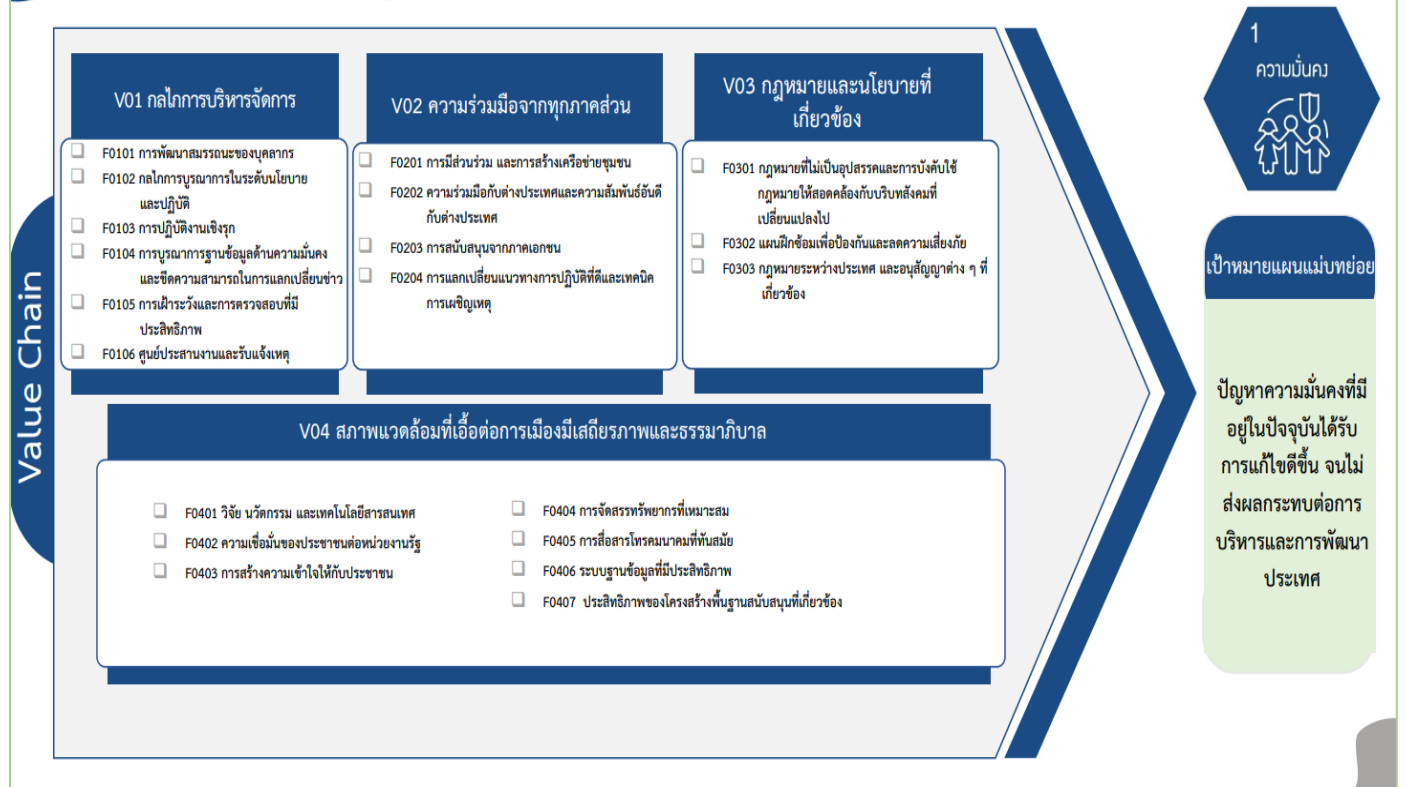 Value Chain
V01 กลไกการบริหารจัดการ
F0101 การพัฒนาสมรรถนะของบุคลากร
F0102 กลไกการบูรณาการในระดับนโยบาย
และปฏิบัติ
F0103 การปฏิบัติงานเชิงรุก
F0104 การบูรณาการฐานข้อมูลด้านความมั่นคง
และขีดความสามารถในการแลกเปลี่ยนข่าว
F0105 การเฝ้าระวังและการตรวจสอบที่มี
ประสิทธิภาพ
F0106 ศูนย์ประสานงานและรับแจ้งเหตุ
V02 ความร่วมมือจากทุกภาคส่วน
F0201 การมีส่วนร่วม และการสร้างเครือข่ายชุมชน
F0202 ความร่วมมือกับต่างประเทศและความสัมพันธ์อันดี
กับต่างประเทศ
F0203 การสนับสนุนจากภาคเอกชน
F0204 การแลกเปลี่ยนแนวทางการปฏิบัติที่ดีและเทคนิค
การเผชิญเหตุ
V03 กฎหมายและนโยบายที่
เกี่ยวข้อง
F0301 กฎหมายที่ไม่เป็นอุปสรรคและการบังคับใช้
กฎหมายให้สอดคล้องกับบริบทสังคมที่
เปลี่ยนแปลงไป
F0302 แผนฝึกซ้อมเพื่อป้องกันและลดความเสี่ยงภัย
F0303 กฎหมายระหว่างประเทศ และอนุสัญญาต่าง ๆ ที่
เกี่ยวข้อง
V04 สภาพแวดล้อมที่เอื้อต่อการเมืองมีเสถียรภาพและธรรมาภิบาล
F0401 วิจัย นวัตกรรม และเทคโนโลยีสารสนเทศ
F0402 ความเชื่อมั่นของประชาชนต่อหน่วยงานรัฐ
F0403 การสร้างความเข้าใจให้กับประชาชน
F0404 การจัดสรรทรัพยากรที่เหมาะสม
F0405 การสื่อสารโทรคมนาคมที่ทันสมัย
F0406 ระบบฐานข้อมูลที่มีประสิทธิภาพ
F0407 ประสิทธิภาพของโครงสร้างพื้นฐานสนับสนุนที่เกี่ยวข้อง
1
ความมั่นคง
เป้าหมายแผนแม่บทย่อย
ปัญหาความมั่นคงที่มี
อยู่ในปัจจุบันได้รับ
การแก้ไขดีขึ้น จนไม่
ส่งผลกระทบต่อการ
บริหารและการพัฒนา
ประเทศ